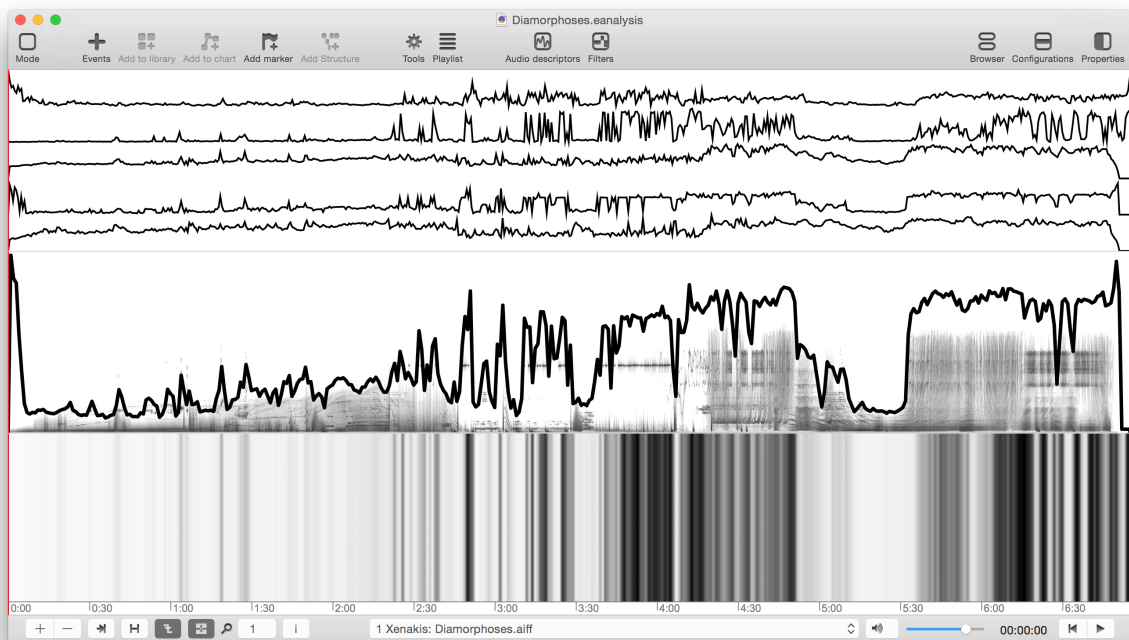 Diamorphoses.eanalysis
Mode Events Add to library Add to chart Add marker Add Structure Tools Playlist Audio descriptors Filters Browser Configurations Properties
0:00 0:30 1:00 1:30 2:00 2:30 3:00 3:30 4:00 4:30 5:00 5:30 6:00 6:30
1 i 1 Xenakis: Diamorphoses.aiff 00:00:00